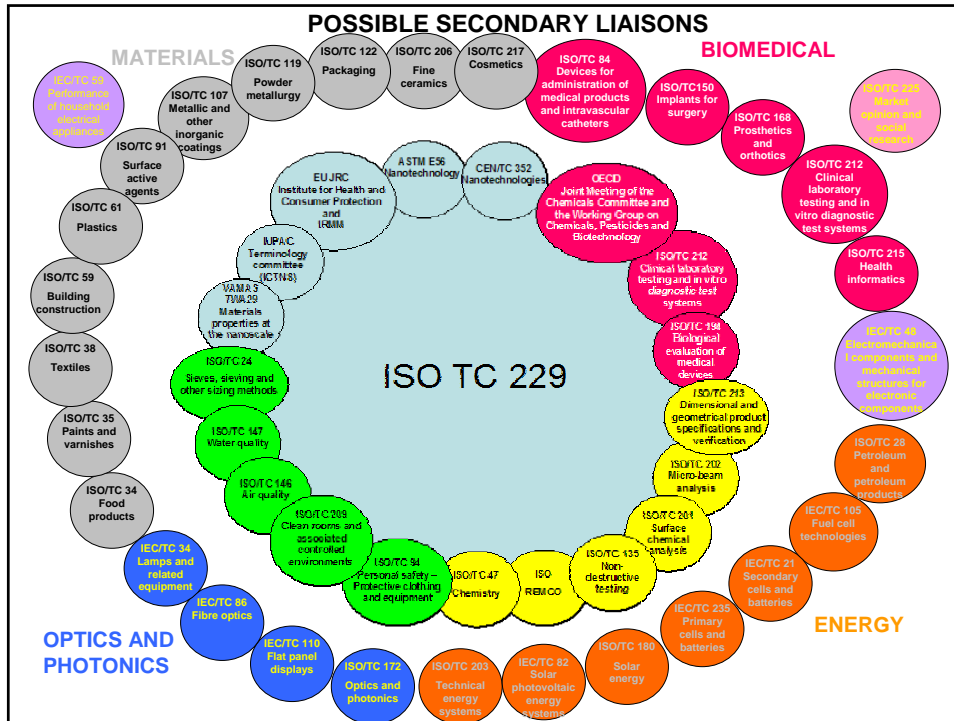 POSSIBLE SECONDARY LIAISONS
MATERIALS
BIOMEDICAL
IEC/TC 59
Performance
of household
electrical
appliances
ISO/TC 107
Metallic and
other
inorganic
coatings
ISO/TC 119
Powder
metallurgy
ISO/TC 122
Packaging
ISO/TC 206
Fine
ceramics
ISO/TC 217
Cosmetics
ISO/TC 84
Devices for
administration of
medical products
and intravascular
catheters
ISO/TC150
Implants for
surgery
ISO/TC 168
Prosthetics
and
orthotics
ISO/TC 225
Market
opinion and
social
research
ISO/TC 212
Clinical
laboratory
testing and in
vitro diagnostic
test systems
ISO/TC 215
Health
informatics
IEC/TC 48
Electromechanica
l components and
mechanical
structures for
electronic
components
ISO/TC 28
Petroleum
and
petroleum
products
IEC/TC 105
Fuel cell
technologies
IEC/TC 21
Secondary
cells and
batteries
IEC/TC 235
Primary
cells and
batteries
ISO/TC 180
Solar
energy
IEC/TC 82
Solar
photovoltaic
energy
systems
ISO/TC 203
Technical
energy
systems
ENERGY
ISO/TC 172
Optics and
photonics
IEC/TC 110
Flat panel
displays
IEC/TC 86
Fibre optics
IEC/TC 34
Lamps and
related
equipment
OPTICS AND
PHOTONICS
ISO/TC 34
Food
products
ISO/TC 35
Paints and
varnishes
ISO/TC 38
Textiles
ISO/TC 59
Building
construction
ISO/TC 61
Plastics
ISO/TC 91
Surface
active
agents
EU JRC
Institute for Health and
Consumer Protection
and
IRMM
ASTM E56
Nanotechnology
CEN/TC 352
Nanotechnologies
OECD
Joint Meeting of the
Chemicals Committee and
the Working Group on
Chemicals, Pesticides and
Biotechnology
ISO/TC 212
Clinical laboratory
testing and in vitro
diagnostic test
systems
ISO/TC 194
Biological
evaluation of
medical
devices
ISO/TC 213
Dimensional and
geometrical product
specifications and
verification
ISO/TC 202
Micro-beam
analysis
ISO/TC 201
Surface
chemical
analysis
ISO/TC 135
Non-
destructive
testing
ISO
REMCO
ISO/TC 47
Chemistry
ISO/TC 94
Personal safety –
Protective clothing
and equipment
ISO/TC 209
Clean rooms and
associated
controlled
environments
ISO/TC 146
Air quality
ISO/TC 147
Water quality
ISO/TC 24
Sieves, sieving and
other sizing methods
VAMAS
TWA29
Materials
properties at
the nanoscale
IUPAC
Terminology
committee
(ICTNS)
ISO TC 229